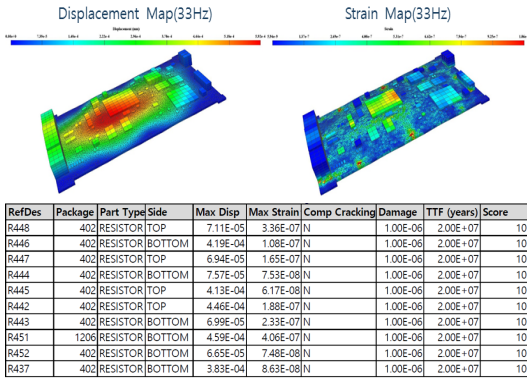 Displacement Map(33Hz) Strain Map(33Hz)
Displacement (mm) Strain
RefDes Package Part Type Side Max Disp Max Strain Comp Cracking Damage TTF (years) Score
R448 402 RESISTOR TOP 7.11E-05 3.36E-07 N 1.00E-06 2.00E+07 10
R446 402 RESISTOR BOTTOM 4.19E-04 1.08E-07 N 1.00E-06 2.00E+07 10
R447 402 RESISTOR TOP 6.94E-05 1.65E-07 N 1.00E-06 2.00E+07 10
R444 402 RESISTOR BOTTOM 7.57E-05 7.53E-08 N 1.00E-06 2.00E+07 10
R445 402 RESISTOR TOP 4.13E-04 6.17E-08 N 1.00E-06 2.00E+07 10
R442 402 RESISTOR TOP 4.46E-04 1.88E-07 N 1.00E-06 2.00E+07 10
R443 402 RESISTOR BOTTOM 6.99E-05 2.33E-07 N 1.00E-06 2.00E+07 10
R451 1206 RESISTOR BOTTOM 4.59E-04 4.06E-07 N 1.00E-06 2.00E+07 10
R452 402 RESISTOR BOTTOM 6.65E-05 7.48E-08 N 1.00E-06 2.00E+07 10
R437 402 RESISTOR BOTTOM 3.83E-04 8.63E-08 N 1.00E-06 2.00E+07 10